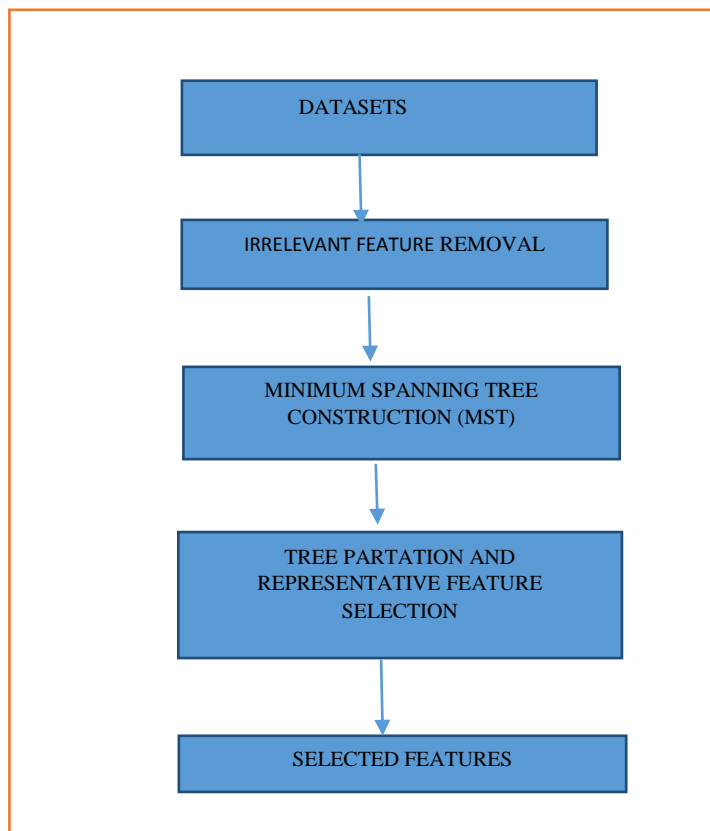 DATASETS
IRRELEVANT FEATURE REMOVAL
MINIMUM SPANNING TREE
CONSTRUCTION (MST)
TREE PARTATION AND
REPRESENTATIVE FEATURE
SELECTION
SELECTED FEATURES